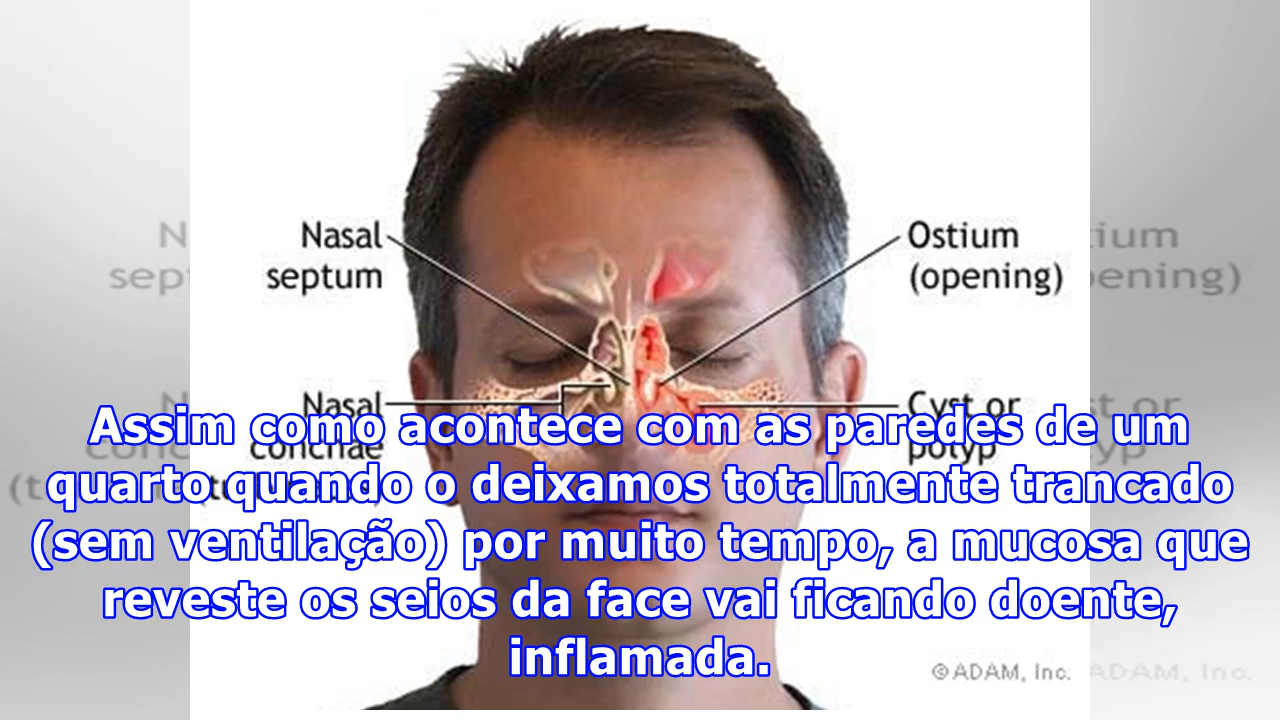 Nasal
septum
Ostium
(opening)
Nasal
conchae
Cyst or
polyp
Assim como acontece com as paredes de um
quarto quando o deixamos totalmente trancado
(sem ventilação) por muito tempo, a mucosa que
reveste os seios da face vai ficando doente,
inflamada.
©ADAM, Inc.